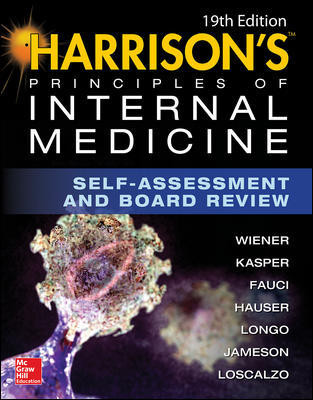 19th Edition
HARRISON'S™
PRINCIPLES OF
INTERNAL
MEDICINE
SELF-ASSESSMENT
AND BOARD REVIEW
WIENER
KASPER
FAUCI
HAUSER
LONGO
JAMESON
LOSCALZO
Mc
Graw
Hill
Education